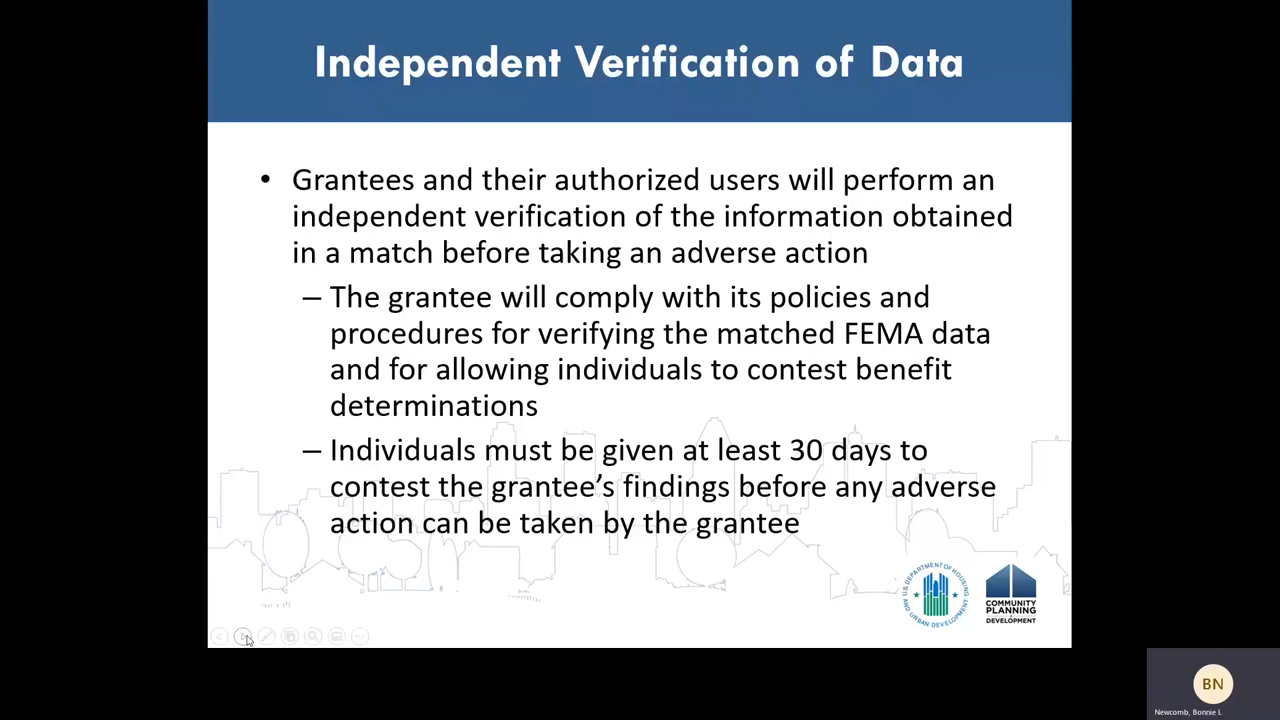 Independent Verification of Data
• Grantees and their authorized users will perform an
independent verification of the information obtained
in a match before taking an adverse action
– The grantee will comply with its policies and
procedures for verifying the matched FEMA data
and for allowing individuals to contest benefit
determinations
– Individuals must be given at least 30 days to
contest the grantee's findings before any adverse
action can be taken by the grantee
U.S. DEPARTMENT OF HOUSING
AND URBAN DEVELOPMENT
COMMUNITY
PLANNING
DEVELOPMENT
BN
Newcomb, Bonnie L